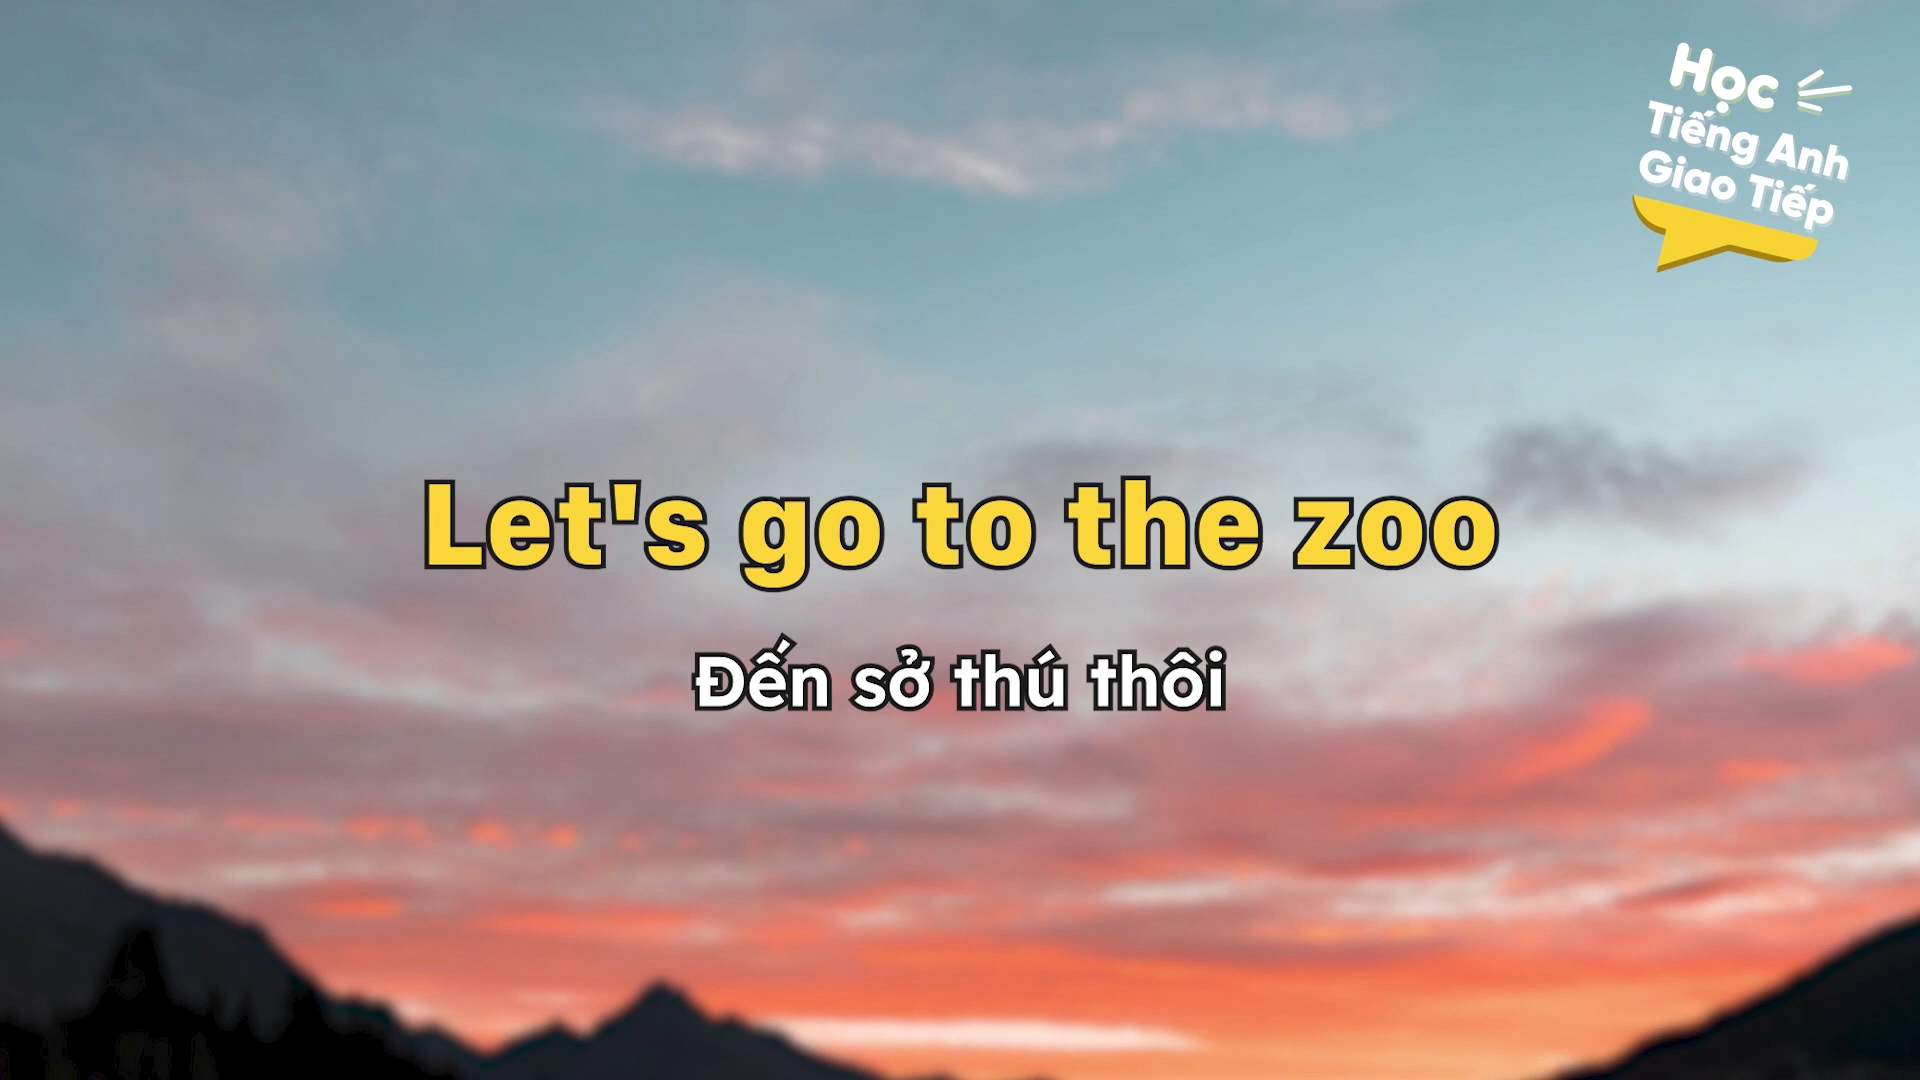 Học
Tiếng Anh
Giao Tiếp
Let's go to the zoo
Đến sở thú thôi